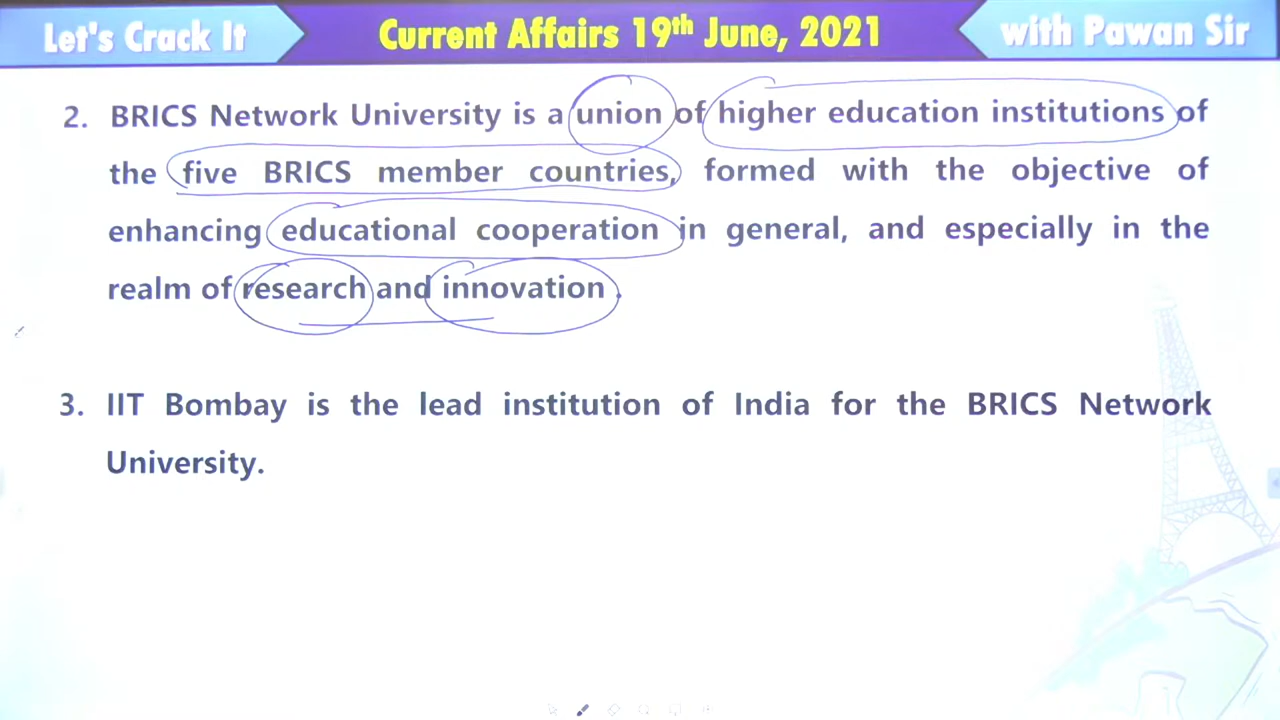 Let's Crack It
Current Affairs 19th June, 2021
with Pawan Sir
2. BRICS Network University is a union of higher education institutions of
the five BRICS member countries, formed with the objective of
enhancing educational cooperation in general, and especially in the
realm of research and innovation.
3. IIT Bombay is the lead institution of India for the BRICS Network
University.